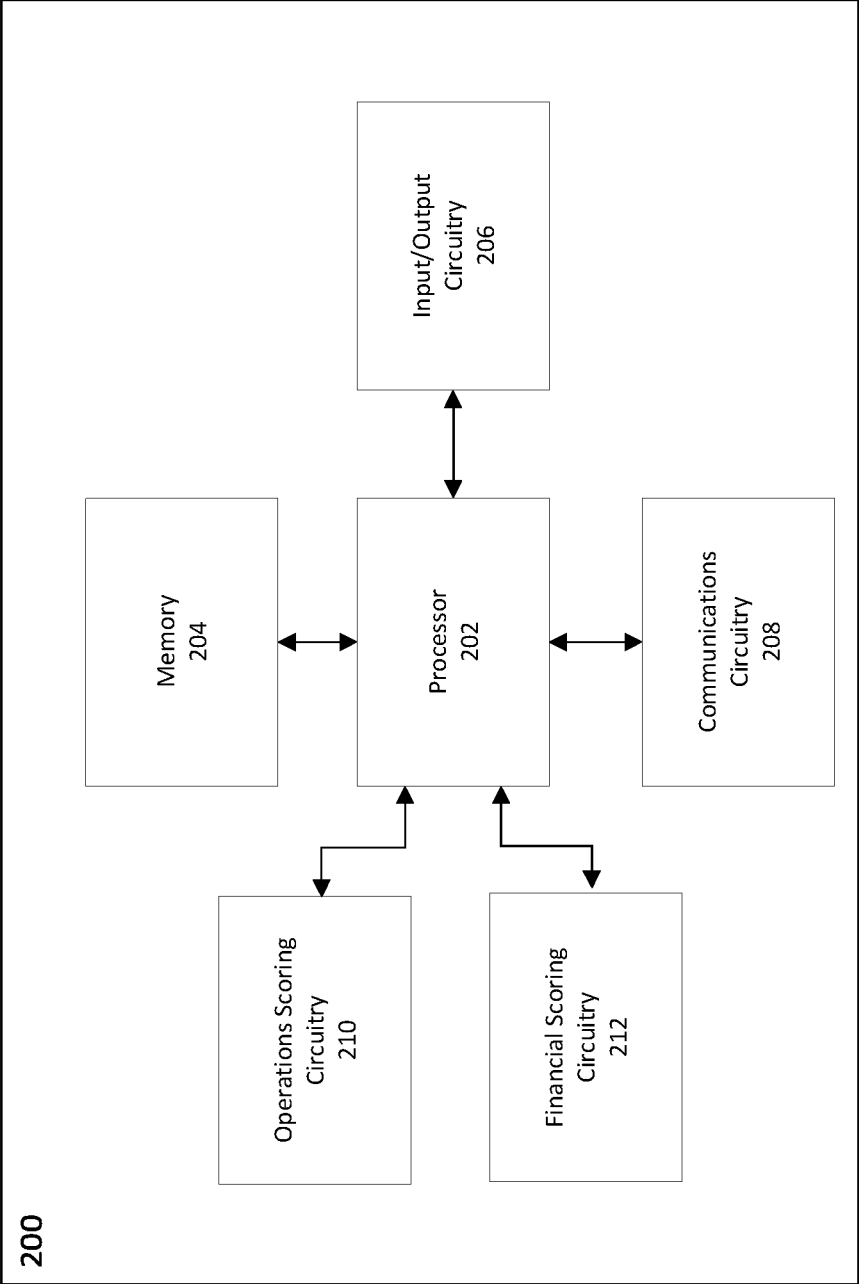 200
Operations Scoring
Circuitry
210
Financial Scoring
Circuitry
212
Memory
204
Processor
202
Communications
Circuitry
208
Input/Output
Circuitry
206